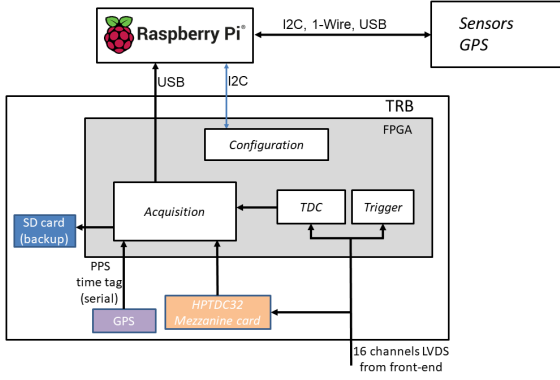 Raspberry Pi®
I2C, 1-Wire, USB
Sensors
GPS
USB
I2C
TRB
FPGA
Configuration
Acquisition
TDC
Trigger
SD card
(backup)
PPS
time tag
(serial)
GPS
HPTDC32
Mezzanine card
16 channels LVDS
from front-end